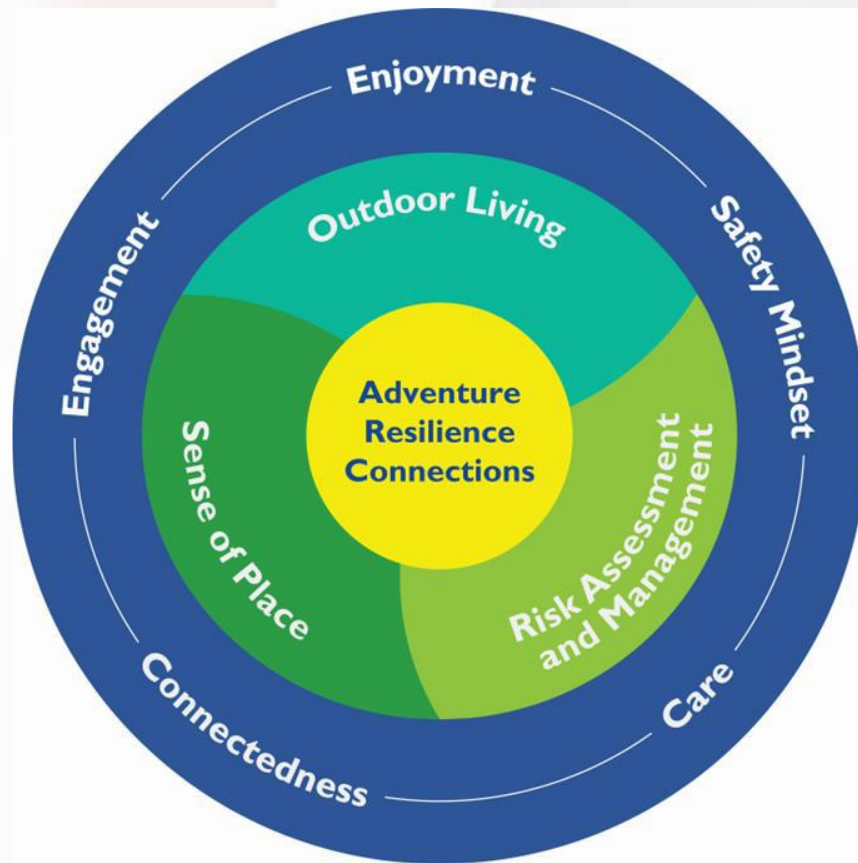 Enjoyment
Safety Mindset
Care
Connectedness
Engagement
Outdoor Living
Risk Assessment
and Management
Sense of Place
Adventure
Resilience
Connections